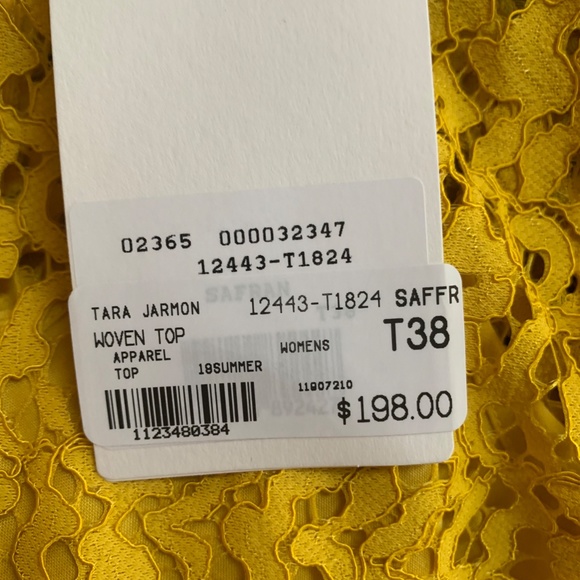 02365 000032347
12443-T1824
SAFRAN
TARA JARMON 12443-T1824 SAFFR
WOVEN TOP T38
APPAREL WOMENS
TOP 19SUMMER
11907210
$198.00
1123480384